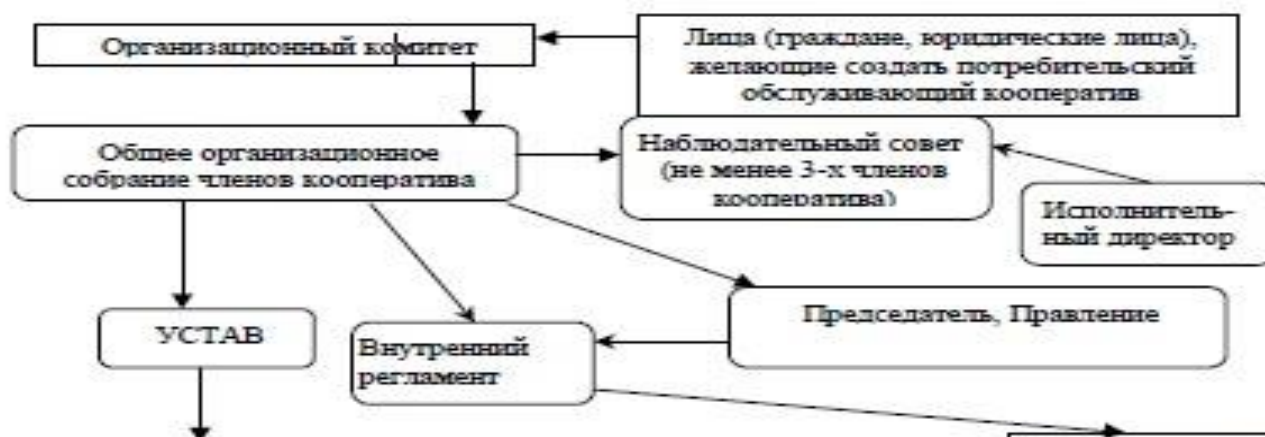 Организационный комитет
Лица (граждане, юридические лица),
желающие создать потребительский
обслуживающий кооператив
Общее организационное
собрание членов кооператива
Наблюдательный совет
(не менее 3-х членов
кооператива)
Исполнитель-
ный директор
Председатель, Правление
УСТАВ
Внутренний
регламент